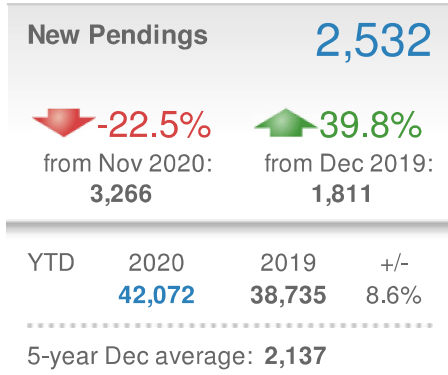 New Pendings 2,532
-22.5% 39.8%
from Nov 2020: from Dec 2019:
3,266 1,811
YTD 2020 2019 +/-
42,072 38,735 8.6%
5-year Dec average: 2,137